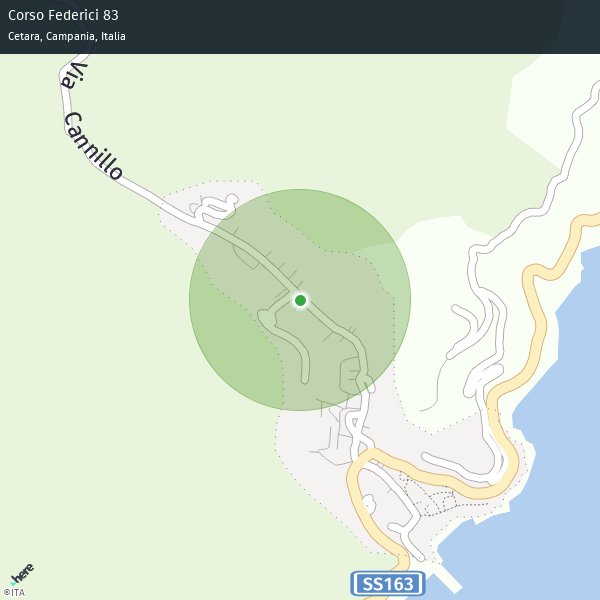 Corso Federici 83
Cetara, Campania, Italia
Via Cannillo
SS163
here
©ITA